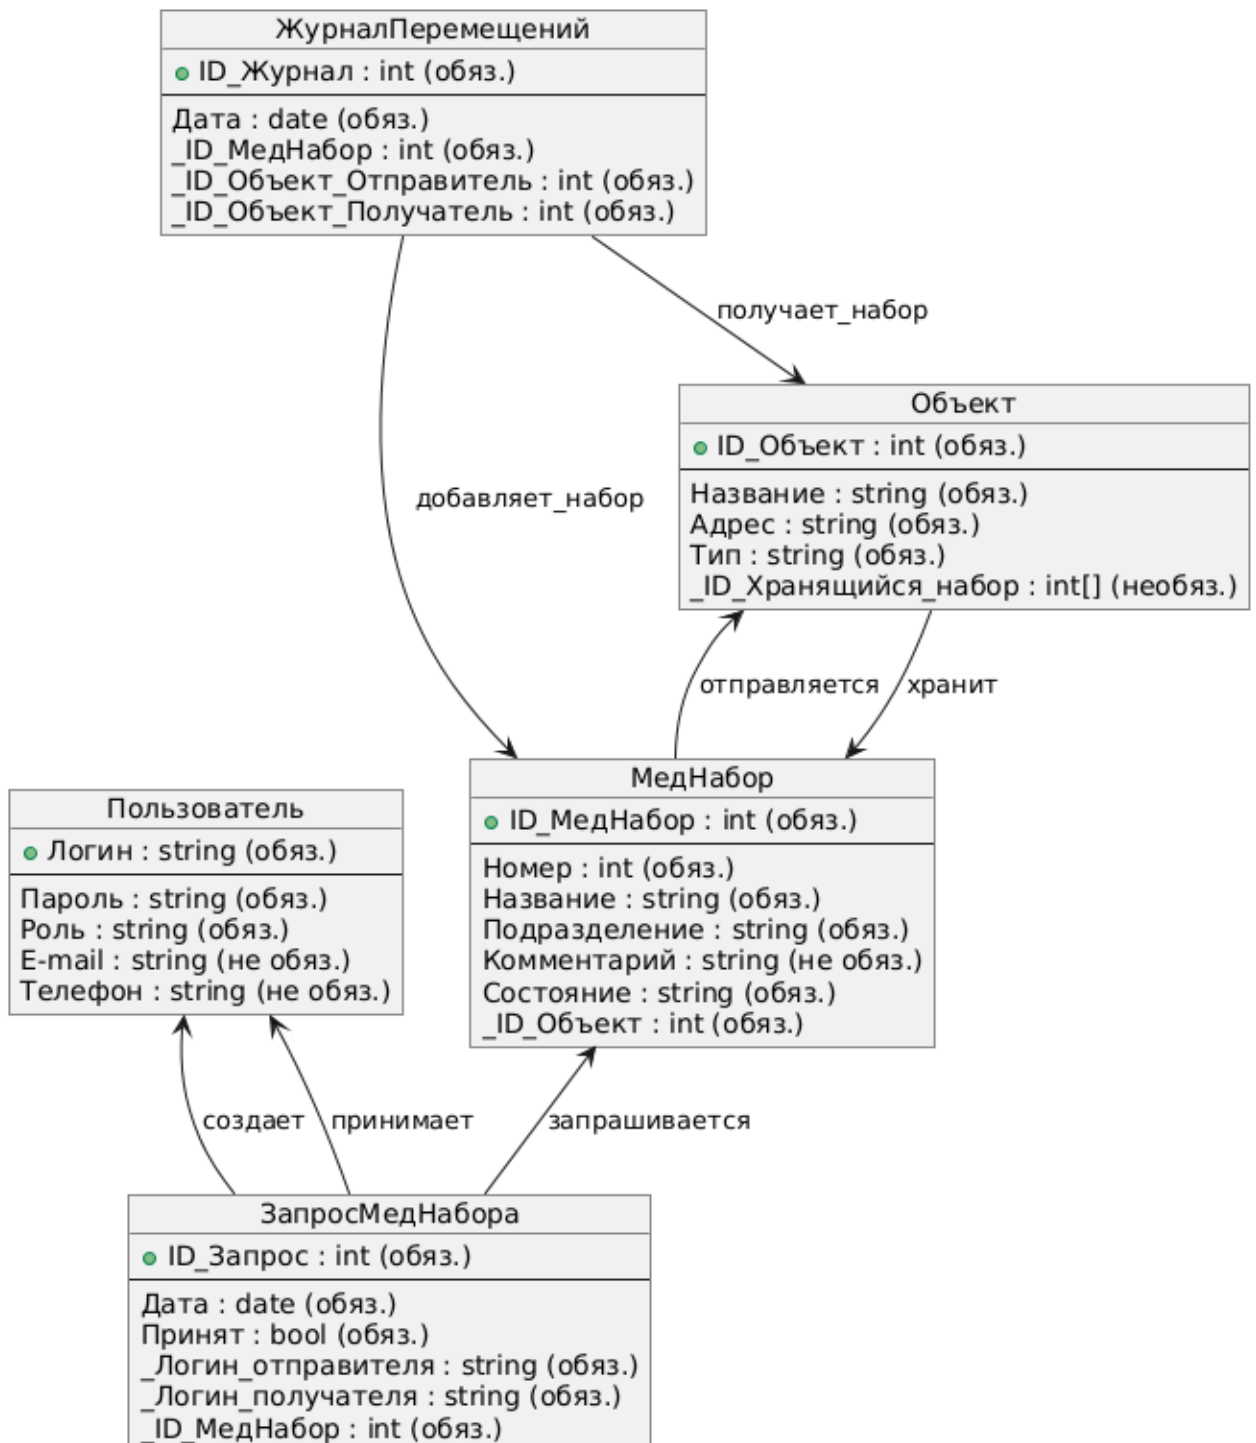 ЖурналПеремещений
ID_Журнал : int (обяз.)
Дата : date (обяз.)
_ID_МедНабор : int (обяз.)
_ID_Объект_Отправитель : int (обяз.)
_ID_Объект_Получатель : int (обяз.)
получает_набор
Объект
ID_Объект : int (обяз.)
Название : string (обяз.)
Адрес : string (обяз.)
Тип : string (обяз.)
_ID_Хранящийся_набор : int[] (необяз.)
добавляет_набор
отправляется
хранит
МедНабор
ID_МедНабор : int (обяз.)
Номер : int (обяз.)
Название : string (обяз.)
Подразделение : string (обяз.)
Комментарий : string (не обяз.)
Состояние : string (обяз.)
_ID_Объект : int (обяз.)
Пользователь
Логин : string (обяз.)
Пароль : string (обяз.)
Роль : string (обяз.)
E-mail : string (не обяз.)
Телефон : string (не обяз.)
создает
принимает
запрашивается
ЗапросМедНабора
ID_Запрос : int (обяз.)
Дата : date (обяз.)
Принят : bool (обяз.)
_Логин_отправителя : string (обяз.)
_Логин_получателя : string (обяз.)
_ID_МедНабор : int (обяз.)